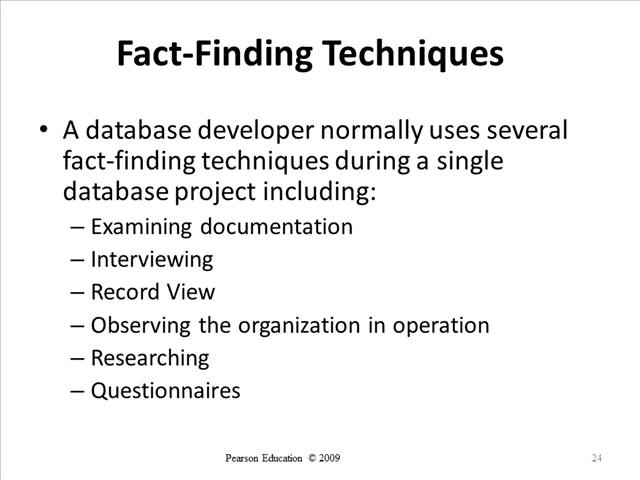 Fact-Finding Techniques
• A database developer normally uses several
fact-finding techniques during a single
database project including:
– Examining documentation
– Interviewing
– Record View
– Observing the organization in operation
– Researching
– Questionnaires
Pearson Education © 2009
24